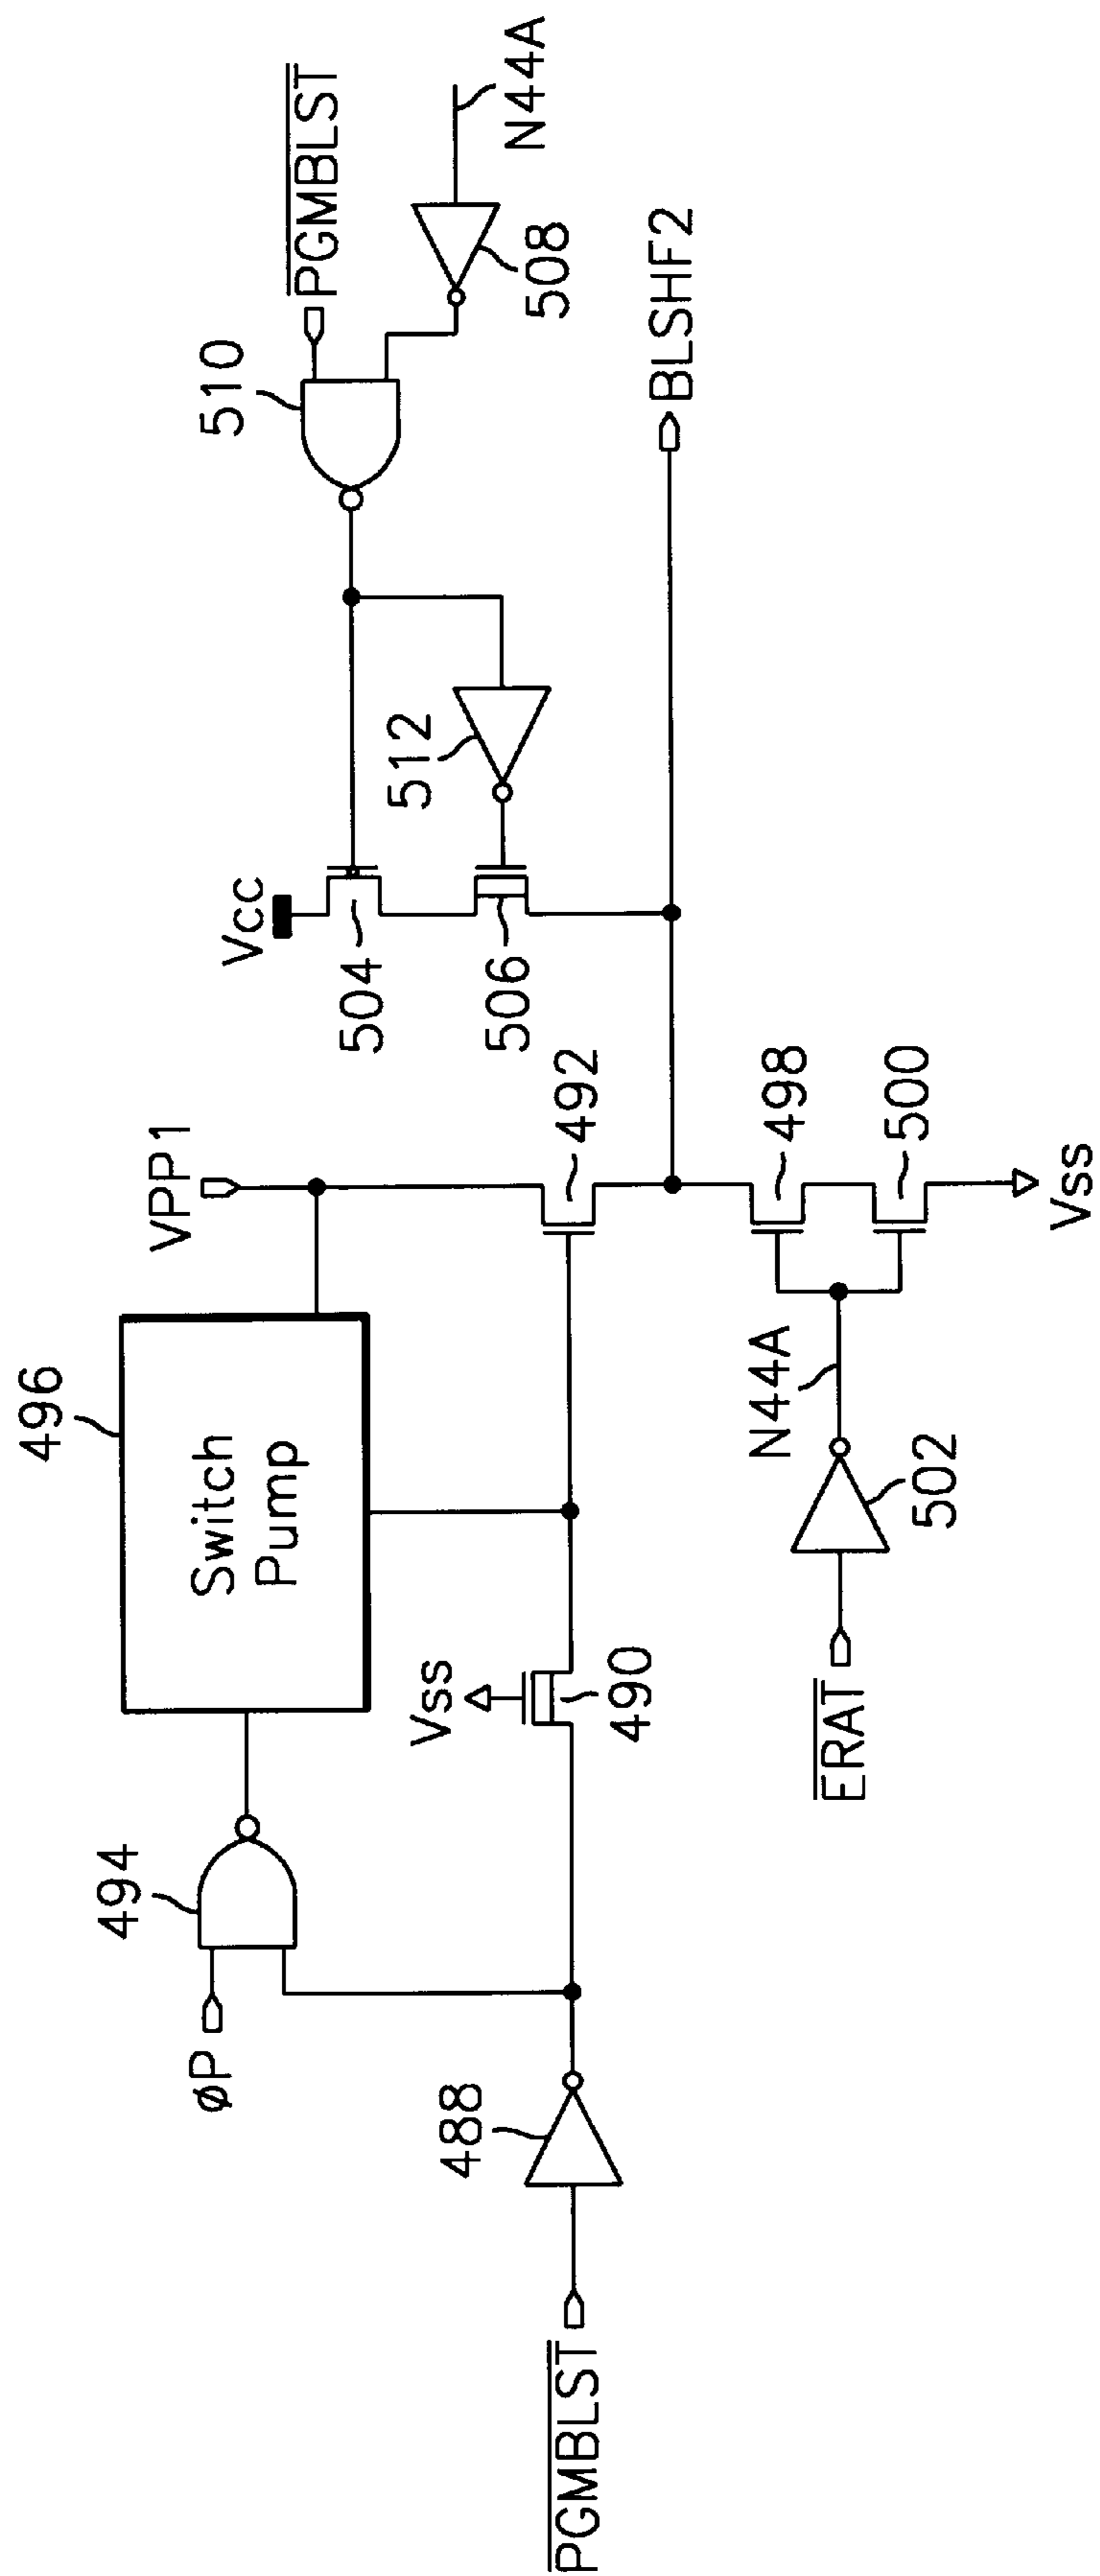 496
Switch
Pump
494
øP
VPP1
Vcc
504
506
512
510
PGMBLST
508
N44A
488
PGMBLST
Vss
490
492
BLSHF2
N44A
502
ERAT
498
500
Vss